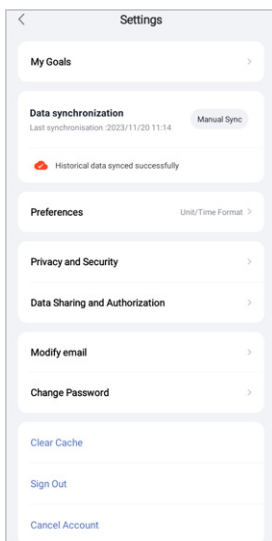 Settings
My Goals
Data synchronization
Manual Sync
Last synchronisation :2023/11/20 11:14
Historical data synced successfully
Preferences Unit/Time Format
Privacy and Security
Data Sharing and Authorization
Modify email
Change Password
Clear Cache
Sign Out
Cancel Account